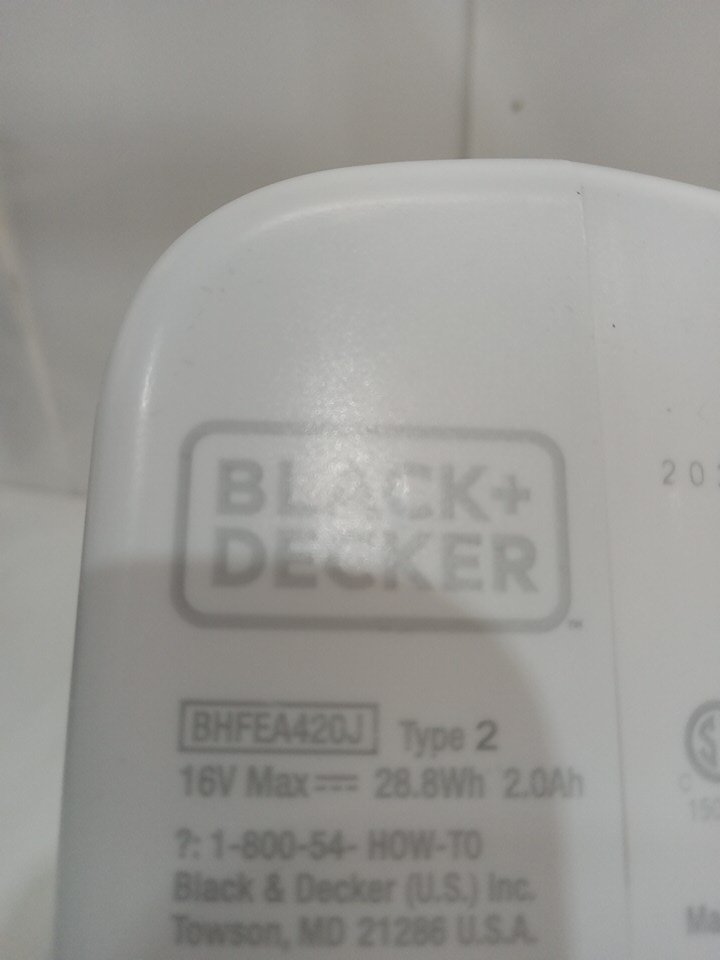 BLACK+
DECKER
™
BHFEA420J Type 2
16V Max⎓ 28.8Wh 2.0Ah
?: 1-800-54- HOW-TO
Black & Decker (U.S.) Inc.
Towson, MD 21286 U.S.A.